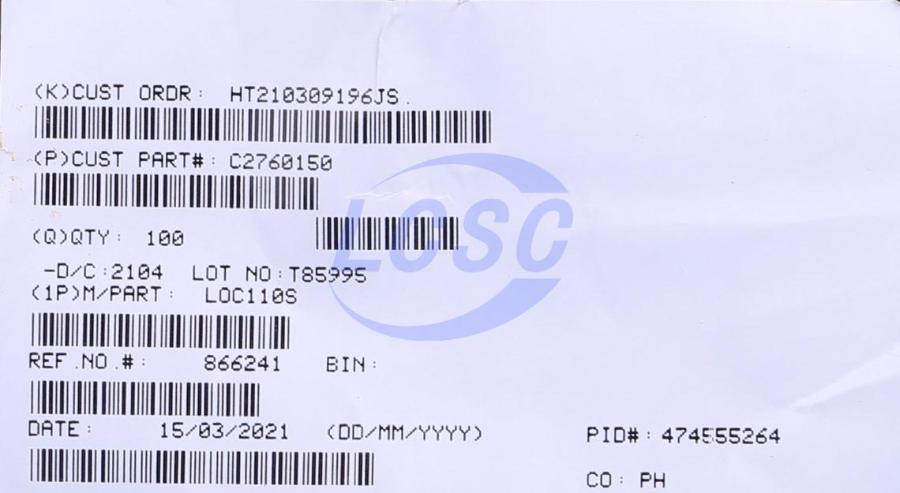 (K)CUST ORDR: HT210309196JS.
(P)CUST PART#: C2760150
LCSC
(Q)QTY: 100
-D/C:2104 LOT NO:T85995
(1P)M/PART: LOC110S
REF.NO.#: 866241 BIN:
DATE: 15/03/2021 (DD/MM/YYYY) PID#: 474555264
CO: PH